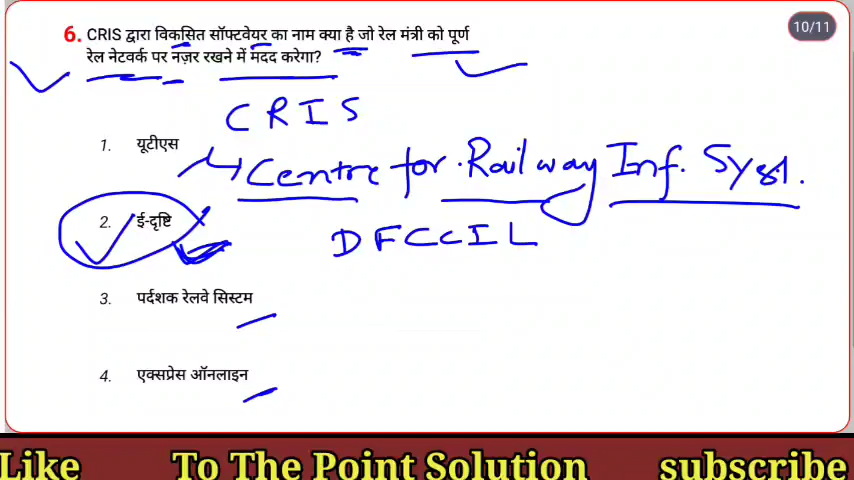 6. CRIS द्वारा विकसित सॉफ्टवेयर का नाम क्या है जो रेल मंत्री को पूर्ण
10/11
रेल नेटवर्क पर नज़र रखने में मदद करेगा?
CRIS
1. यूटीएस
Centre for Railway Inf. Syst.
2. ई-दृष्टि
DFCCIL
3. पर्दशक रेलवे सिस्टम
4. एक्सप्रेस ऑनलाइन
Like To The Point Solution subscribe